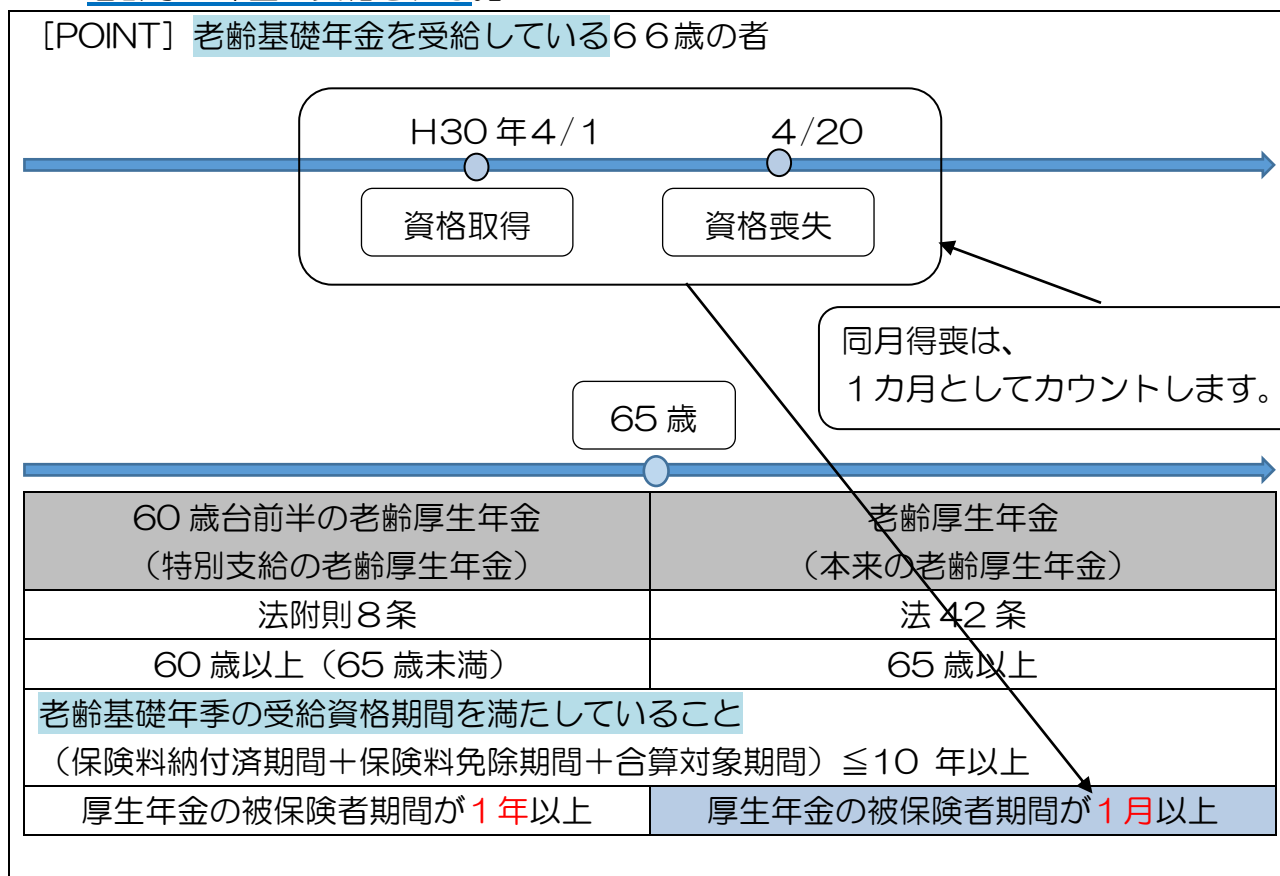 [POINT] 老齢基礎年金を受給している６６歳の者
H30年４/１
４/20
資格取得
資格喪失
同月得喪は、
１カ月としてカウントします。
65歳
60歳台前半の老齢厚生年金
（特別支給の老齢厚生年金）
老齢厚生年金
（本来の老齢厚生年金）
法附則８条
法42条
60歳以上（65歳未満）
65歳以上
老齢基礎年季の受給資格期間を満たしていること
（保険料納付済期間＋保険料免除期間＋合算対象期間）≦10 年以上
厚生年金の被保険者期間が１年以上
厚生年金の被保険者期間が１月以上